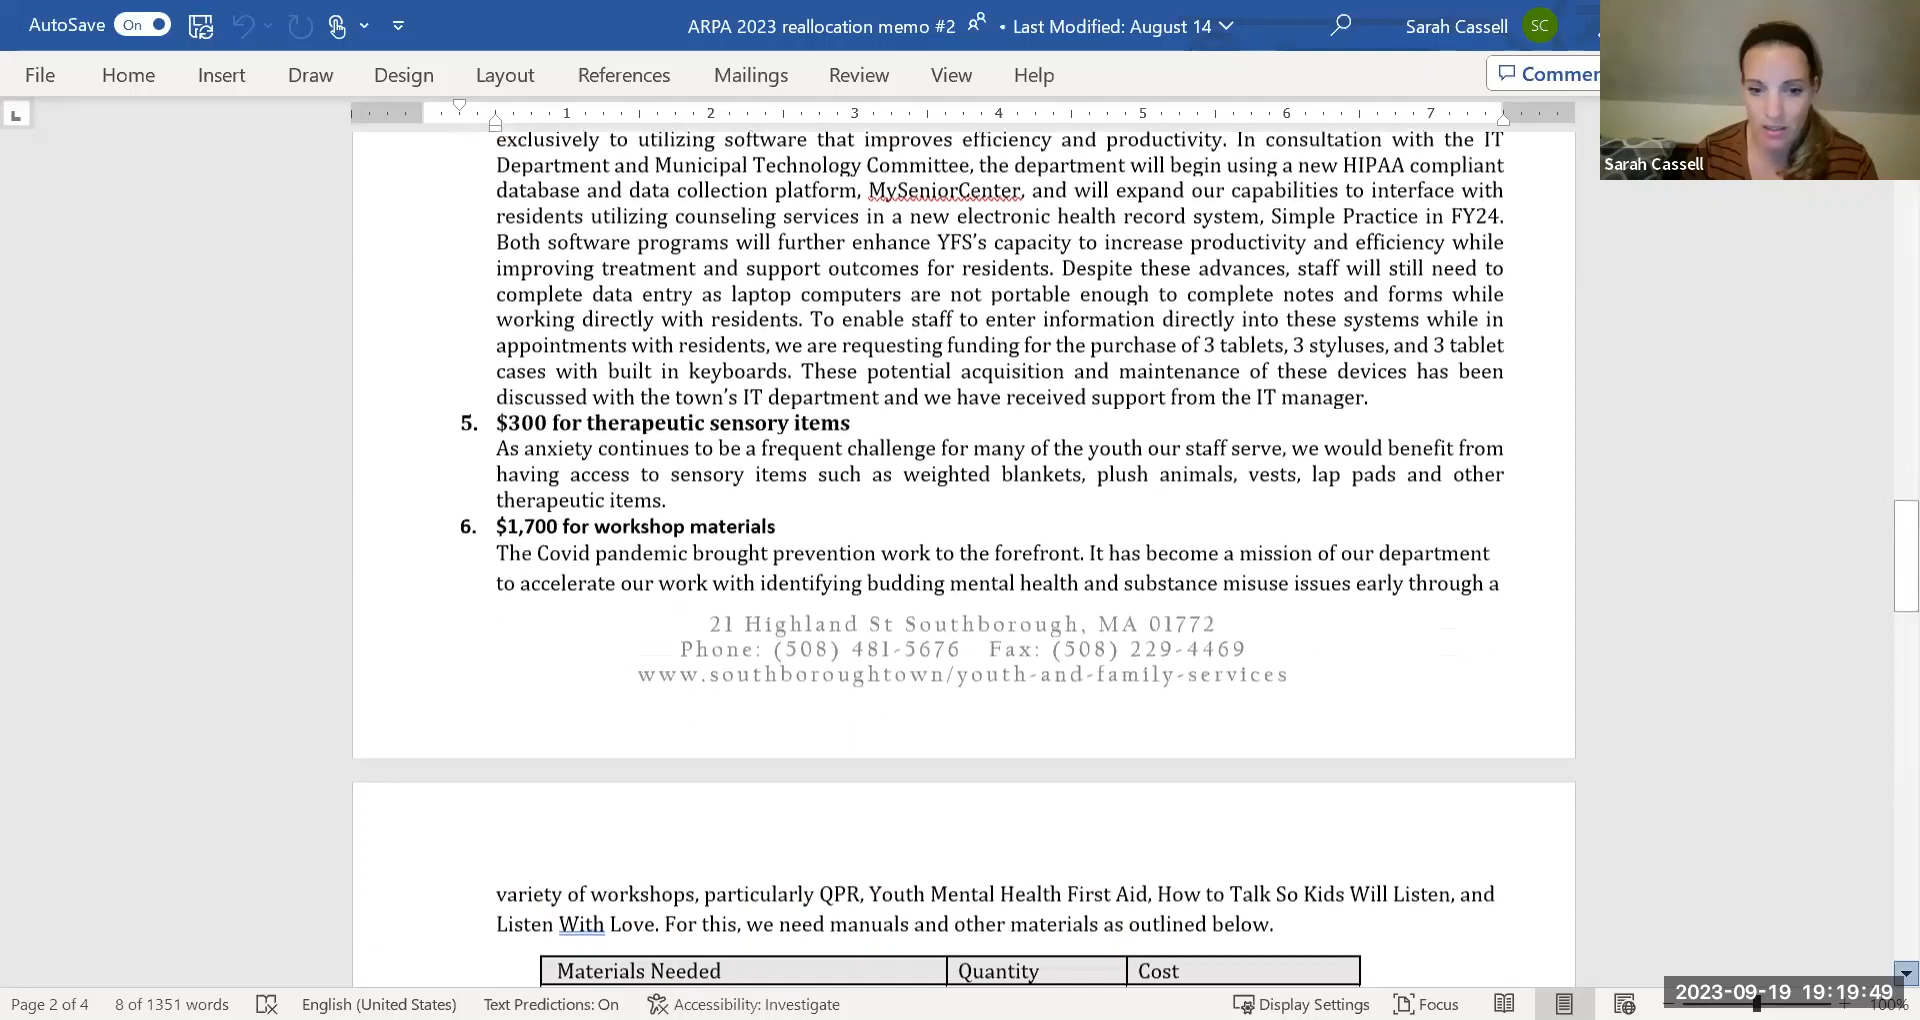 AutoSave On ARPA 2023 reallocation memo #2 • Last Modified: August 14 Sarah Cassell SC
File Home Insert Draw Design Layout References Mailings Review View Help
1 2 3 4 5 6 7
Sarah Cassell
exclusively to utilizing software that improves efficiency and productivity. In consultation with the IT
Department and Municipal Technology Committee, the department will begin using a new HIPAA compliant
database and data collection platform, MySeniorCenter, and will expand our capabilities to interface with
residents utilizing counseling services in a new electronic health record system, Simple Practice in FY24.
Both software programs will further enhance YFS’s capacity to increase productivity and efficiency while
improving treatment and support outcomes for residents. Despite these advances, staff will still need to
complete data entry as laptop computers are not portable enough to complete notes and forms while
working directly with residents. To enable staff to enter information directly into these systems while in
appointments with residents, we are requesting funding for the purchase of 3 tablets, 3 styluses, and 3 tablet
cases with built in keyboards. These potential acquisition and maintenance of these devices has been
discussed with the town’s IT department and we have received support from the IT manager.
5. $300 for therapeutic sensory items
As anxiety continues to be a frequent challenge for many of the youth our staff serve, we would benefit from
having access to sensory items such as weighted blankets, plush animals, vests, lap pads and other
therapeutic items.
6. $1,700 for workshop materials
The Covid pandemic brought prevention work to the forefront. It has become a mission of our department
to accelerate our work with identifying budding mental health and substance misuse issues early through a
21 Highland St Southborough, MA 01772
Phone: (508) 481-5676 Fax: (508) 229-4469
www.southboroughtown/youth-and-family-services
variety of workshops, particularly QPR, Youth Mental Health First Aid, How to Talk So Kids Will Listen, and
Listen With Love. For this, we need manuals and other materials as outlined below.
Materials Needed Quantity Cost
Page 2 of 4 8 of 1351 words English (United States) Text Predictions: On Accessibility: Investigate Display Settings Focus 100%
2023-09-19 19:19:49